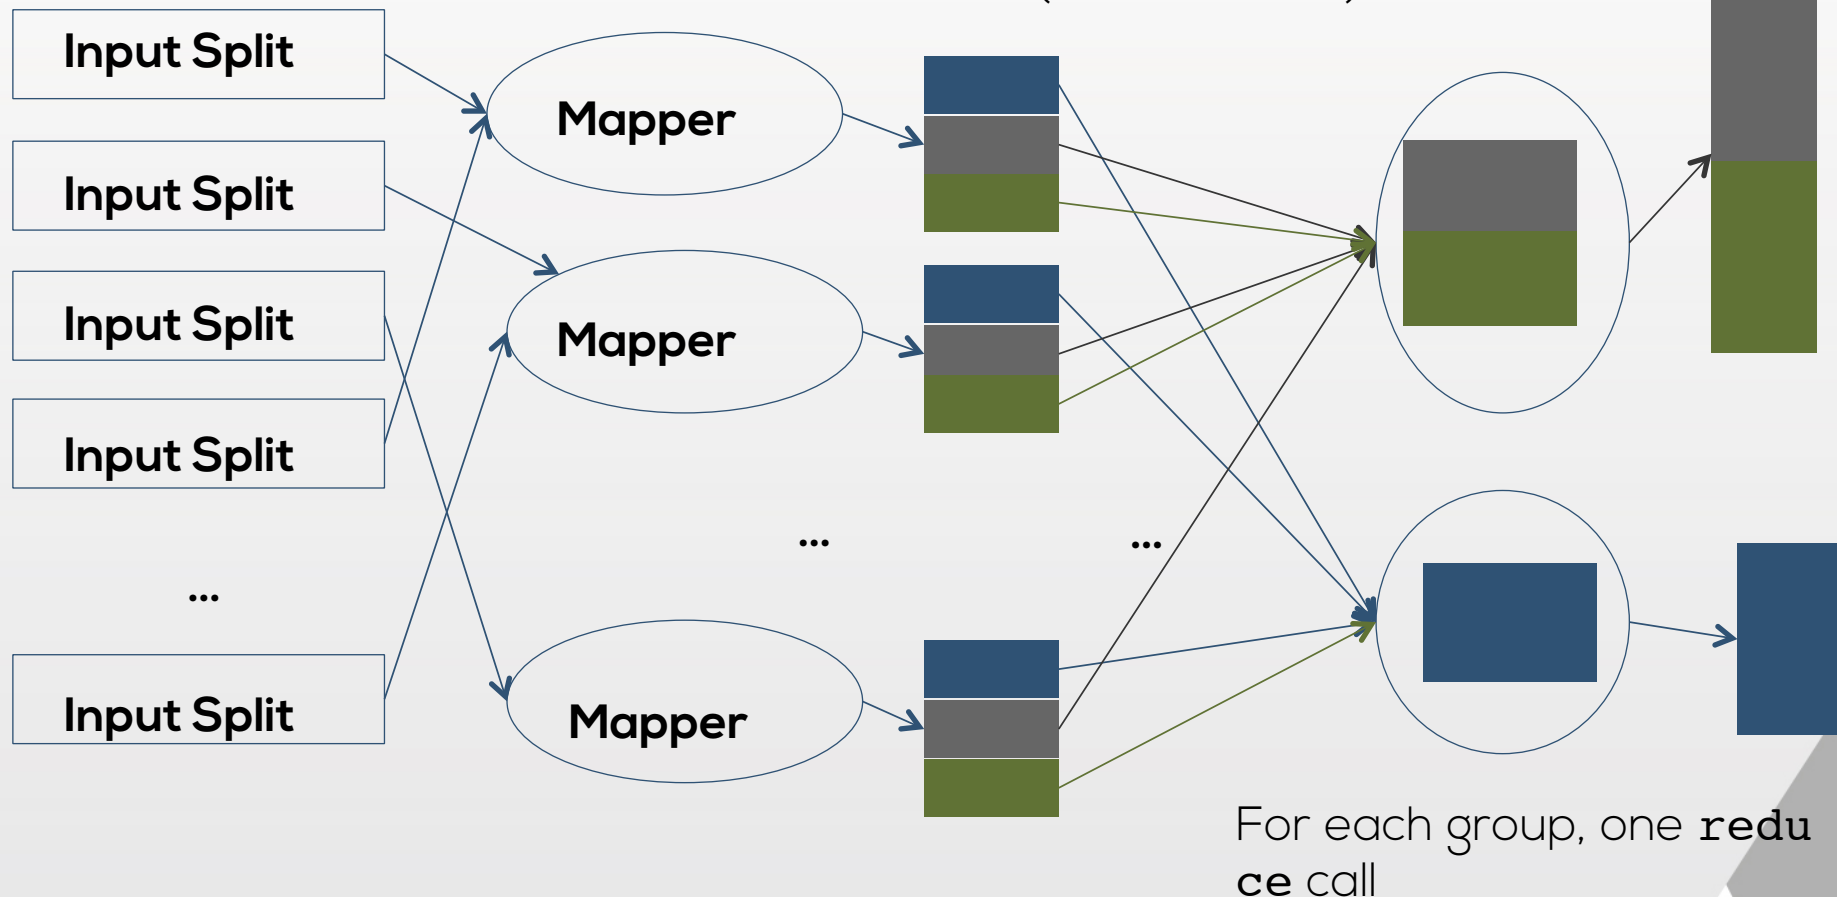 Input Split
Mapper
Input Split
Input Split
Mapper
Input Split
...
...
...
Input Split
Mapper
For each group, one redu
ce call